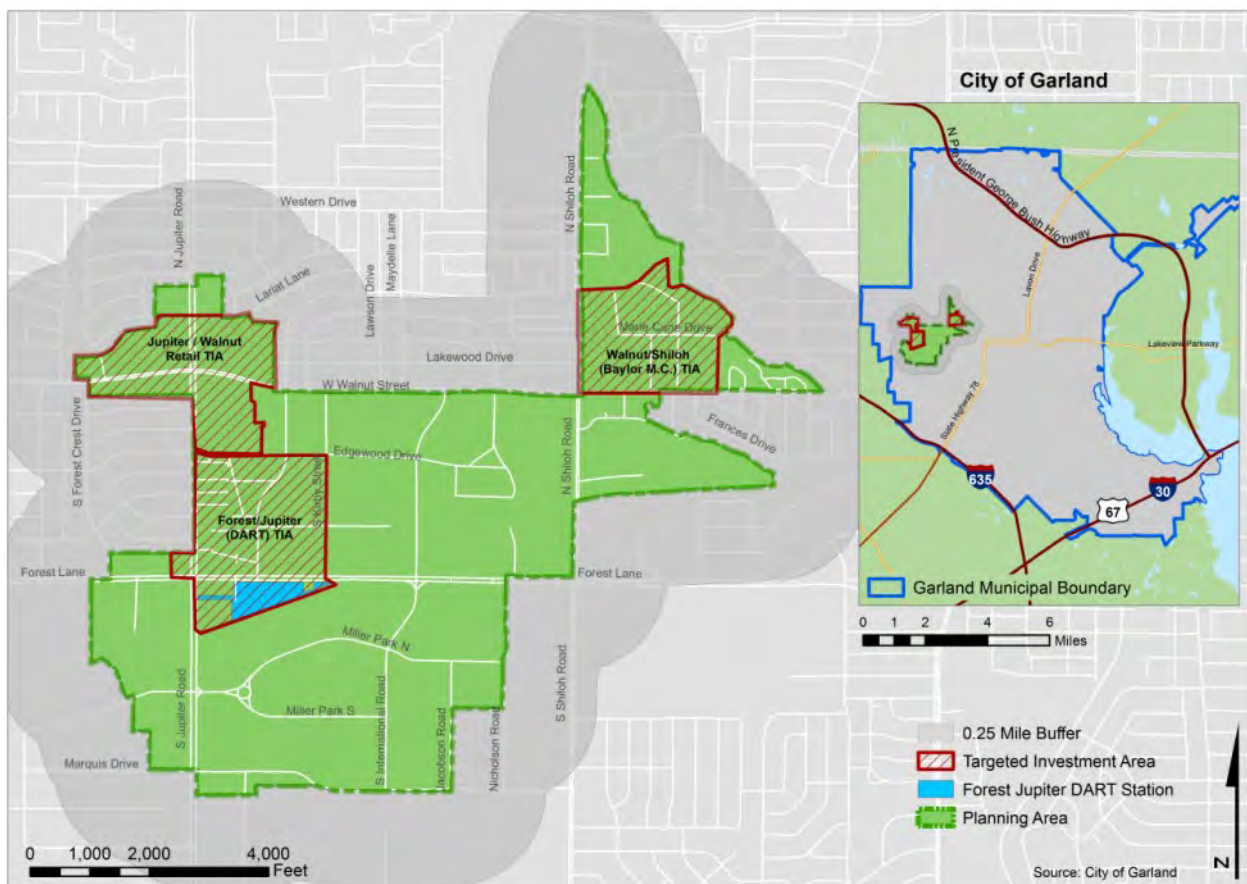 City of Garland
N President George Bush Highway
Lavon Drive
Lakeview Parkway
State Highway 78
635
30
67
Garland Municipal Boundary
0 1 2 4 6
Miles
Western Drive
N Jupiter Road
N Shiloh Road
Lariat Lane
Maydelle Lane
Lawson Drive
Jupiter / Walnut
Retail TIA
Marie Curie Drive
Walnut/Shiloh
(Baylor M.C.) TIA
Lakewood Drive
W Walnut Street
S Forest Crest Drive
Frances Drive
Edgewood Drive
N Shiloh Road
S Kirby Street
Forest/Jupiter
(DART) TIA
Forest Lane
Forest Lane
Miller Park N
S Shiloh Road
S Jupiter Road
Miller Park S
S International Road
Jacobson Road
Nicholson Road
Marquis Drive
0.25 Mile Buffer
Targeted Investment Area
Forest Jupiter DART Station
Planning Area
0 1,000 2,000 4,000
Feet
Source: City of Garland
N